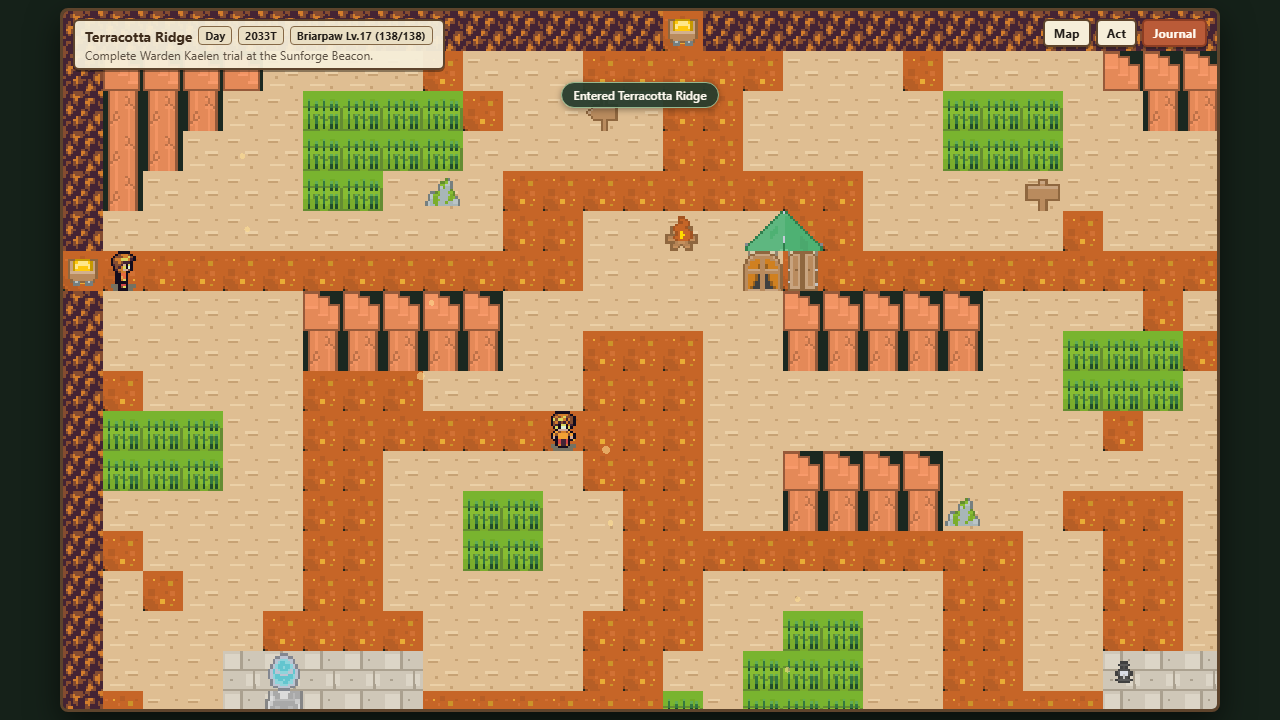 Terracotta Ridge Day 2033T Briarpaw Lv.17 (138/138)
Complete Warden Kaelen trial at the Sunforge Beacon.
Map Act Journal
Entered Terracotta Ridge